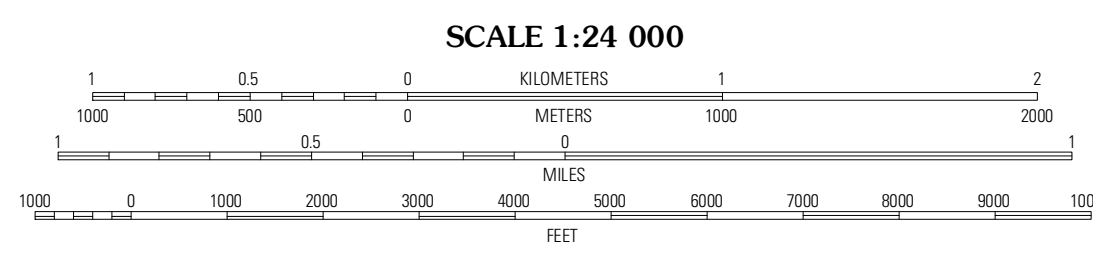 SCALE 1:24 000
1 0.5 0 KILOMETERS 1 2
1000 500 0 METERS 1000 2000
1 0.5 0 1
MILES
1000 0 1000 2000 3000 4000 5000 6000 7000 8000 9000 100
FEET